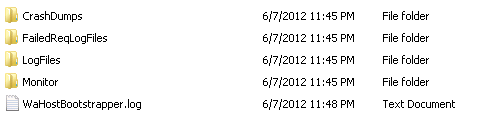 CrashDumps 6/7/2012 11:45 PM File folder
FailedReqLogFiles 6/7/2012 11:45 PM File folder
LogFiles 6/7/2012 11:45 PM File folder
Monitor 6/7/2012 11:45 PM File folder
WaHostBootstrapper.log 6/7/2012 11:48 PM Text Document